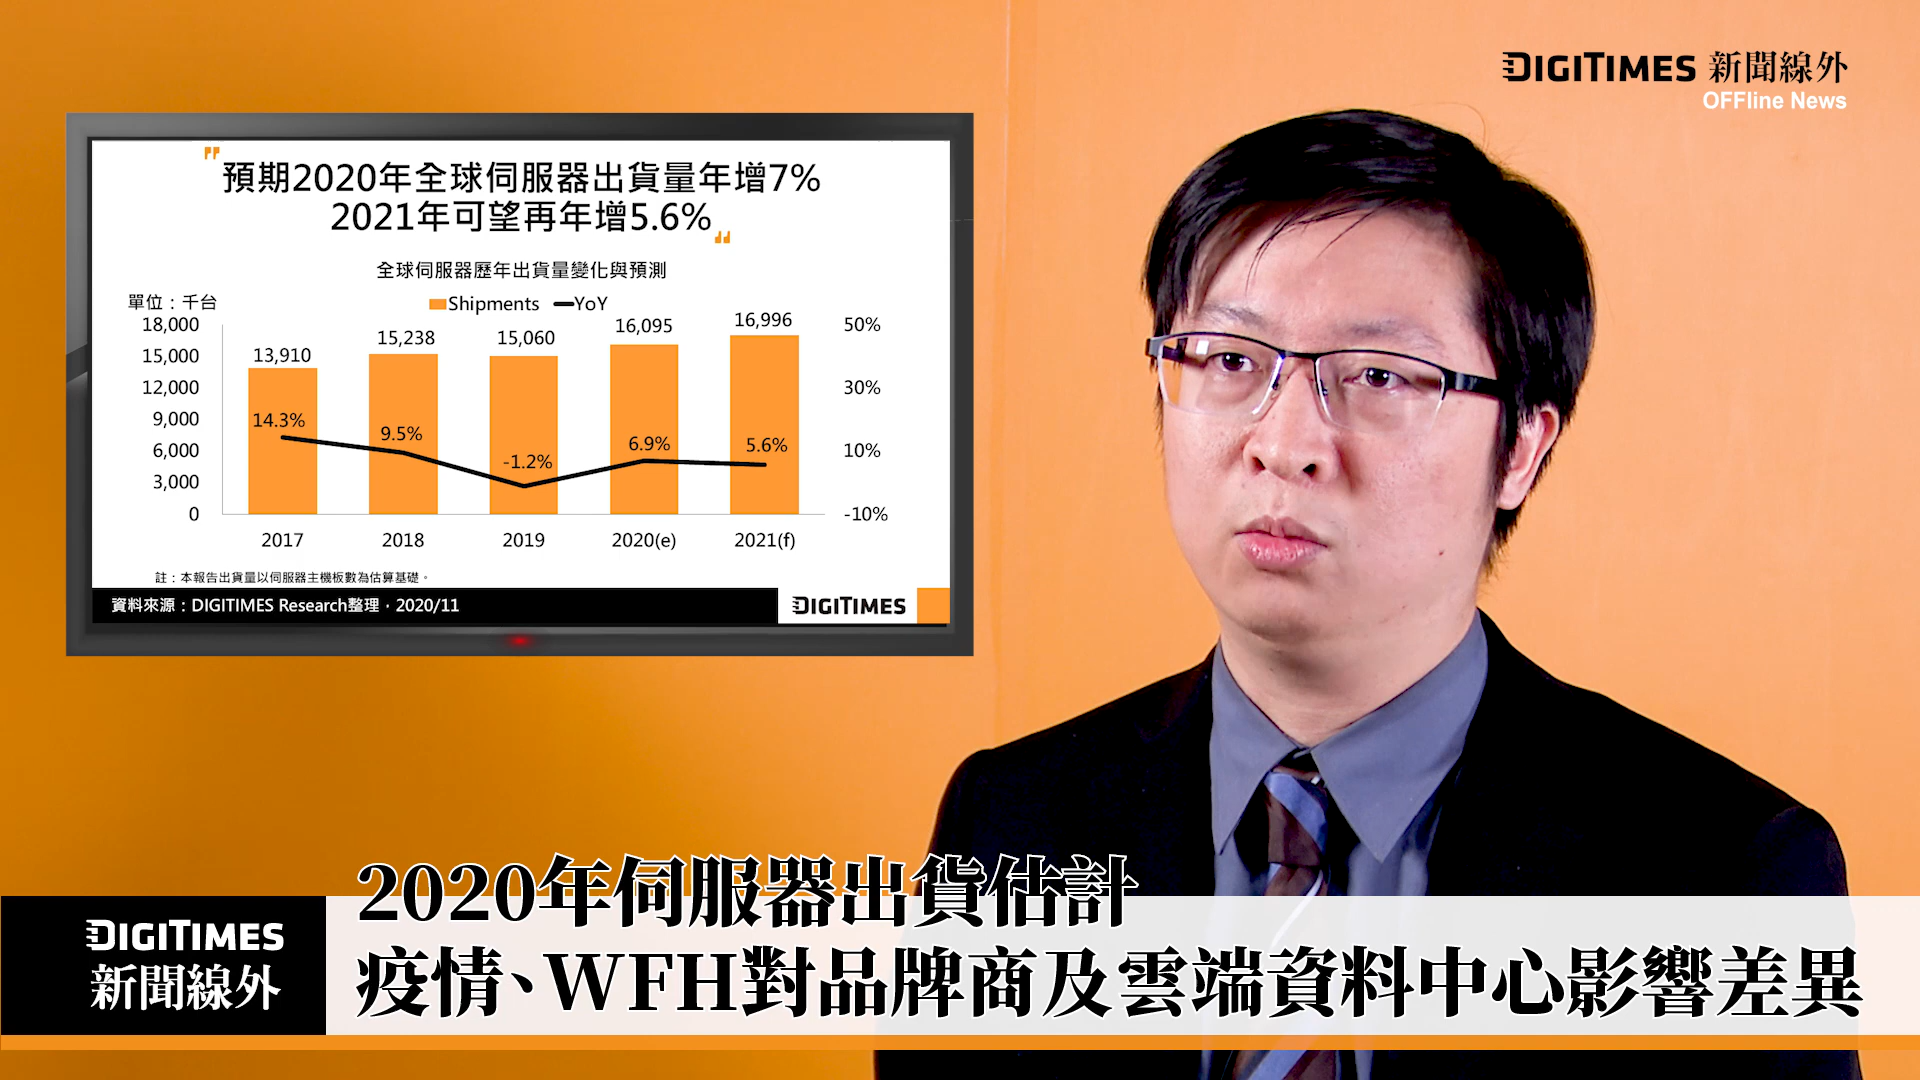 DIGITIMES 新聞線外
OFFline News
預期2020年全球伺服器出貨量年增7%
2021年可望再年增5.6%
全球伺服器歷年出貨量變化與預測
單位：千台
Shipments YoY
18,000
15,000
12,000
9,000
6,000
3,000
0
50%
30%
10%
-10%
13,910
15,238
15,060
16,095
16,996
14.3%
9.5%
-1.2%
6.9%
5.6%
2017 2018 2019 2020(e) 2021(f)
註：本報告出貨量以伺服器主機板數為估算基礎。
資料來源：DIGITIMES Research整理，2020/11
DIGITIMES
2020年伺服器出貨估計
疫情、WFH對品牌商及雲端資料中心影響差異
DIGITIMES
新聞線外